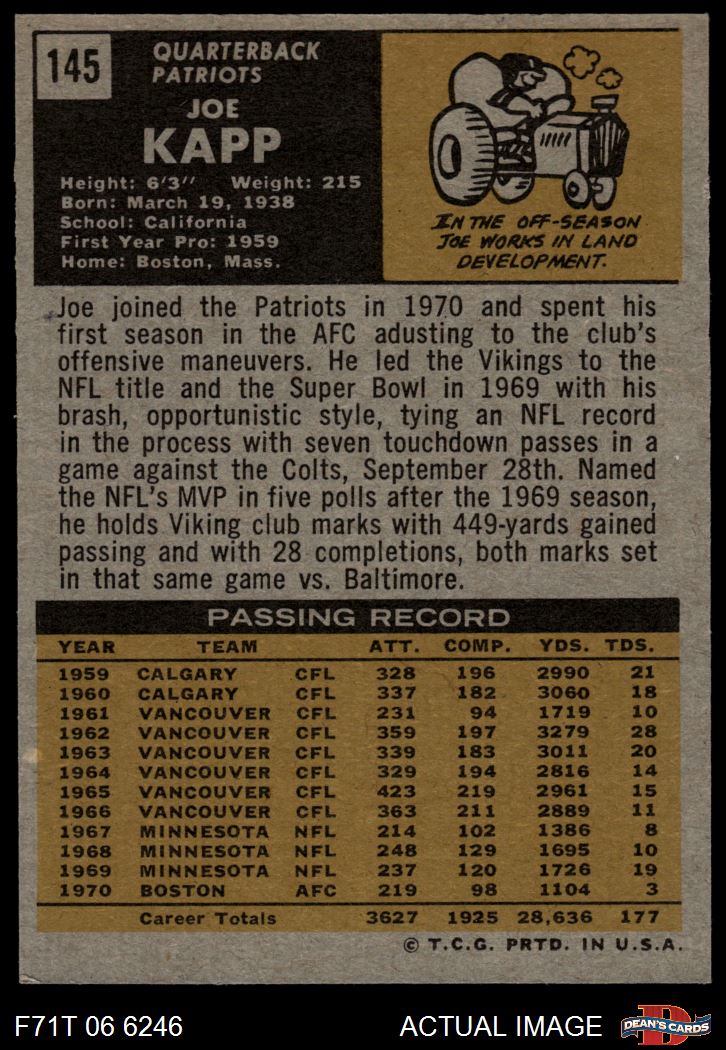 145
QUARTERBACK
PATRIOTS
JOE
KAPP
Height: 6'3" Weight: 215
Born: March 19, 1938
School: California
First Year Pro: 1959
Home: Boston, Mass.
IN THE OFF-SEASON
JOE WORKS IN LAND
DEVELOPMENT.
Joe joined the Patriots in 1970 and spent his
first season in the AFC adusting to the club's
offensive maneuvers. He led the Vikings to the
NFL title and the Super Bowl in 1969 with his
brash, opportunistic style, tying an NFL record
in the process with seven touchdown passes in a
game against the Colts, September 28th. Named
the NFL's MVP in five polls after the 1969 season,
he holds Viking club marks with 449-yards gained
passing and with 28 completions, both marks set
in that same game vs. Baltimore.
PASSING RECORD
YEAR TEAM ATT. COMP. YDS. TDS.
1959 CALGARY CFL 328 196 2990 21
1960 CALGARY CFL 337 182 3060 18
1961 VANCOUVER CFL 231 94 1719 10
1962 VANCOUVER CFL 359 197 3279 28
1963 VANCOUVER CFL 339 183 3011 20
1964 VANCOUVER CFL 329 194 2816 14
1965 VANCOUVER CFL 423 219 2961 15
1966 VANCOUVER CFL 363 211 2889 11
1967 MINNESOTA NFL 214 102 1386 8
1968 MINNESOTA NFL 248 129 1695 10
1969 MINNESOTA NFL 237 120 1726 19
1970 BOSTON AFC 219 98 1104 3
Career Totals 3627 1925 28,636 177
© T.C.G. PRTD. IN U.S.A.
F71T 06 6246 ACTUAL IMAGE
D
DEAN'S CARDS